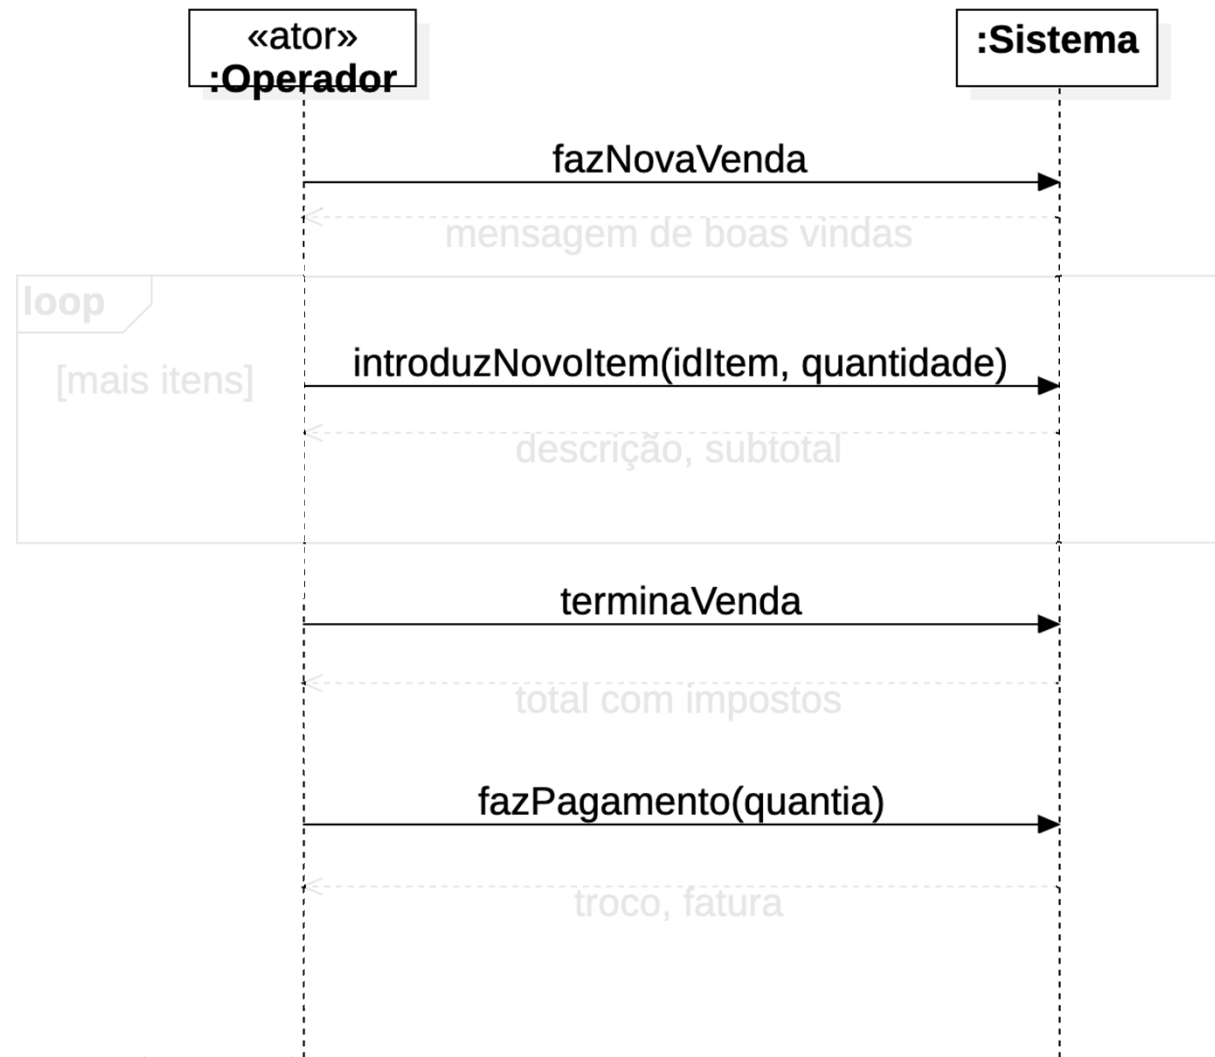 «ator»
:Operador
:Sistema
fazNovaVenda
mensagem de boas vindas
loop
introduzNovoItem(idItem, quantidade)
[mais itens]
descrição, subtotal
terminaVenda
total com impostos
fazPagamento(quantia)
troco, fatura